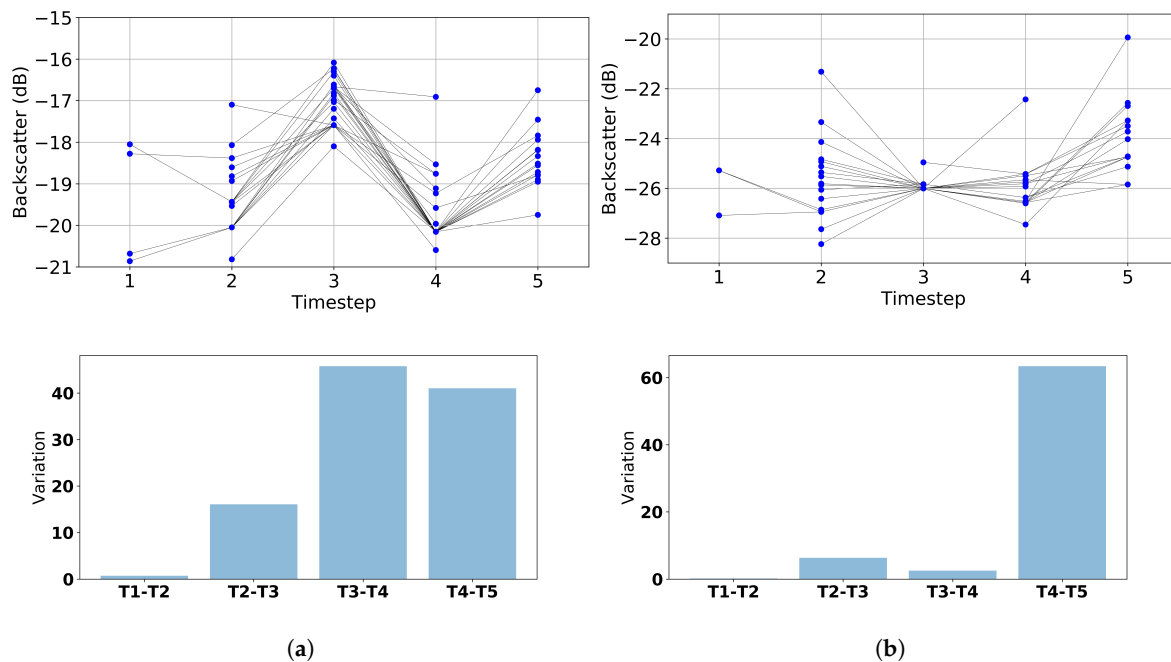 −15
−16
−17
−18
−19
−20
−21
Backscatter (dB)
1 2 3 4 5
Timestep
−20
−22
−24
−26
−28
Backscatter (dB)
1 2 3 4 5
Timestep
40
30
20
10
0
Variation
T1-T2 T2-T3 T3-T4 T4-T5
(a)
60
40
20
0
Variation
T1-T2 T2-T3 T3-T4 T4-T5
(b)